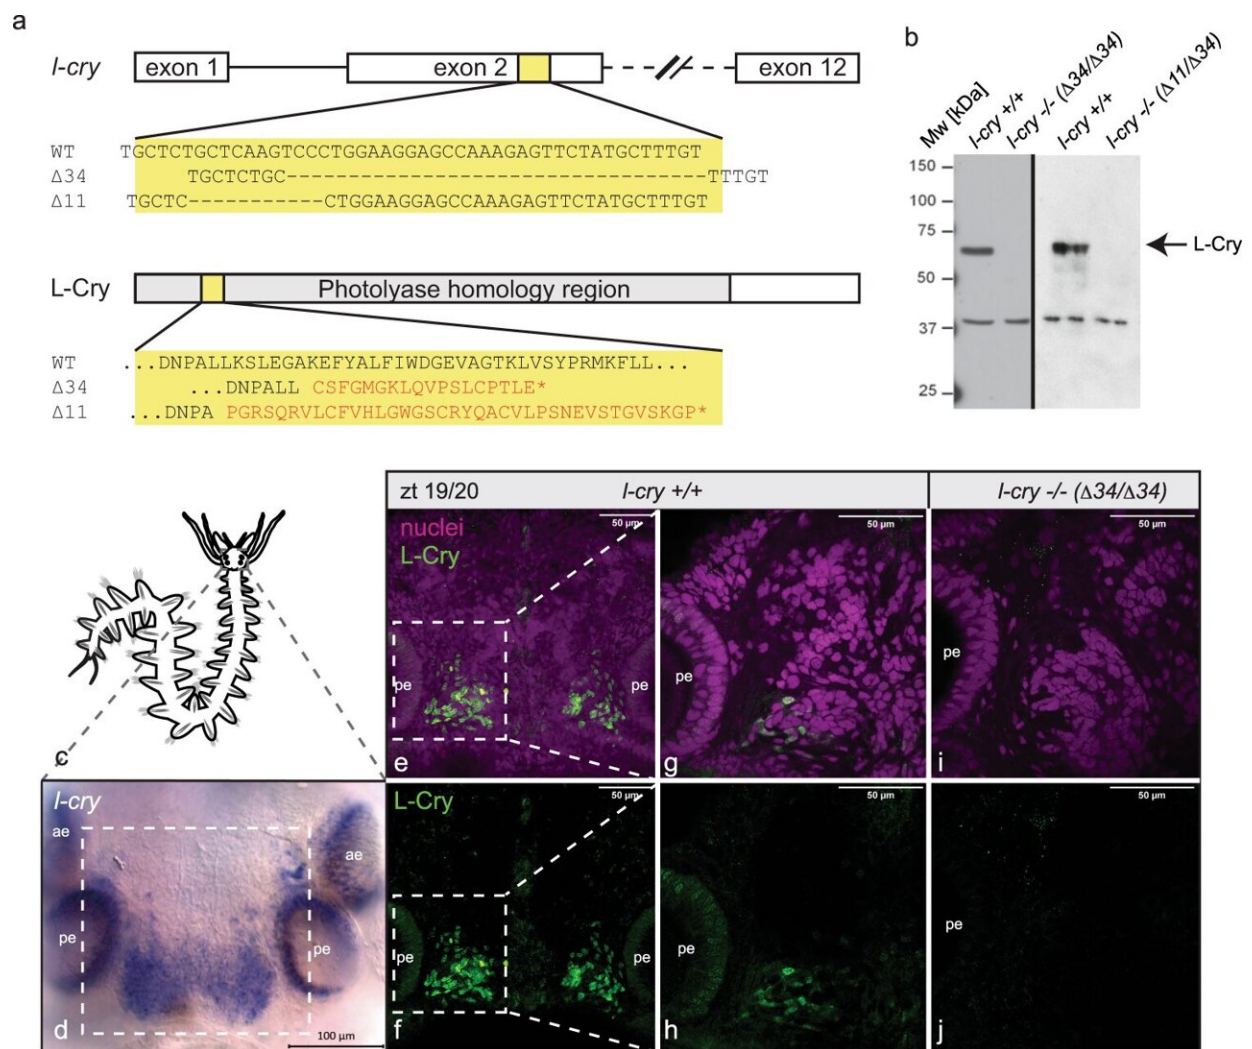 a
l-cry
exon 1
exon 2
exon 12
WT TGCTCTGCTCAAGTCCCTGGAAGGAGCCAAAGAGTTCTATGCTTTGT
Δ34 TGCTCTGC-----------------------------------TTTGT
Δ11 TGCTC-----------CTGGAAGGAGCCAAAGAGTTCTATGCTTTGT
L-Cry
Photolyase homology region
WT ...DNPALLKSLEGAKEFYALFIWDGEVAGTKLVSYPRMKFLL...
Δ34 ...DNPALL CSFGMGKLQVPSLCPTLE*
Δ11 ...DNPA PGRSQRVLCFVHLGWGSCRYQACVLPSNEVSTGVSKGP*
b
Mw [kDa]
l-cry +/+
l-cry -/- (Δ34/Δ34)
l-cry +/+
l-cry -/- (Δ11/Δ34)
150
100
75
50
37
25
L-Cry
c
zt 19/20
l-cry +/+
l-cry -/- (Δ34/Δ34)
nuclei
L-Cry
50 µm
pe
pe
e
50 µm
pe
g
50 µm
pe
i
l-cry
ae
ae
pe
pe
d
100 µm
L-Cry
50 µm
pe
pe
f
50 µm
pe
h
50 µm
pe
j